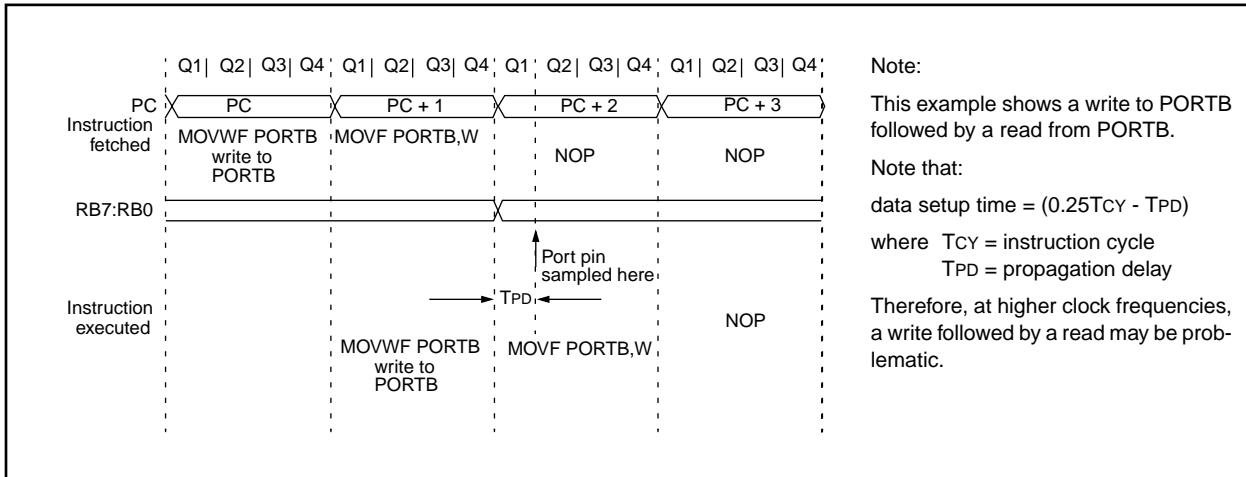 Q1| Q2| Q3| Q4 Q1| Q2| Q3| Q4 Q1 Q2| Q3| Q4 Q1| Q2| Q3| Q4
PC PC PC + 1 PC + 2 PC + 3
Instruction
fetched
MOVWF PORTB
write to
PORTB
MOVF PORTB,W
NOP
NOP
RB7:RB0
Port pin
sampled here
TPD
Instruction
executed
MOVWF PORTB
write to
PORTB
MOVF PORTB,W
NOP
Note:
This example shows a write to PORTB
followed by a read from PORTB.
Note that:
data setup time = (0.25TCY - TPD)
where TCY = instruction cycle
TPD = propagation delay
Therefore, at higher clock frequencies,
a write followed by a read may be prob-
lematic.